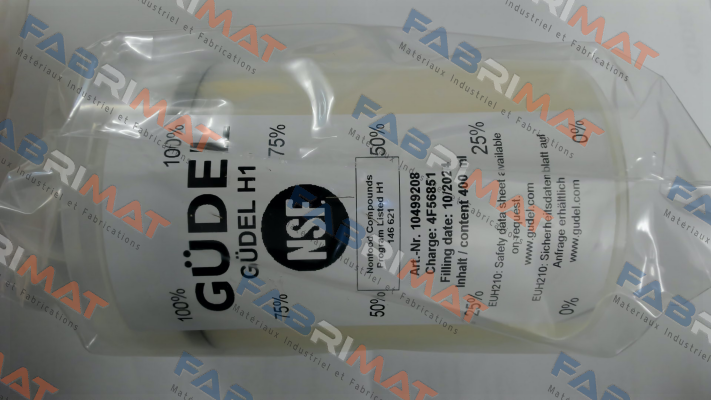 100% 75% 50% 25% 0%
GÜDEL
GÜDEL H1
NSF
Nonfood Compounds
Program Listed H1
Art.-Nr. 10499208
Charge: 4F56851
Filling date: 10/202
Inhalt / content 400 ml
EUH210: Safety data sheet available
on request.
www.gudel.com
EUH210: Sicherheitsdatenblatt auf
Anfrage erhältlich
www.gudel.com
100% 75% 50% 25% 0%
FABRIMAT
Materiaux Industriel et Fabrications